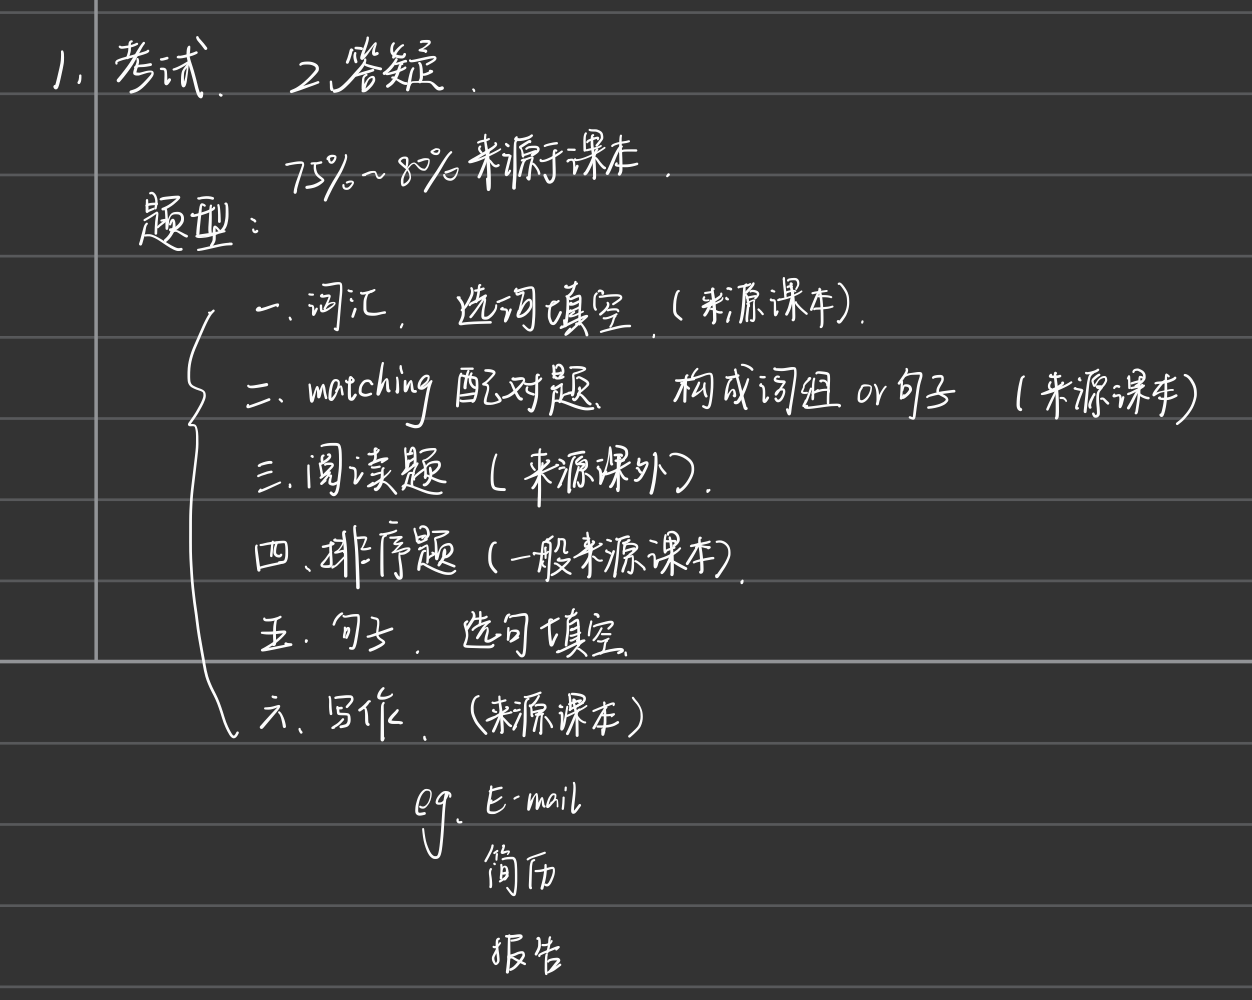 1. 考试. 2.答疑.
75%~80%来源于课本.
题型:
一.词汇. 选词填空.(来源课本).
二、matching 配对题、 构成词组 or 句子 (来源课本)
三.阅读题 (来源课外).
四、排序题 (一般来源课本).
五. 句子. 选句填空.
六、写作. (来源课本)
eg. E-mail
简历
报告